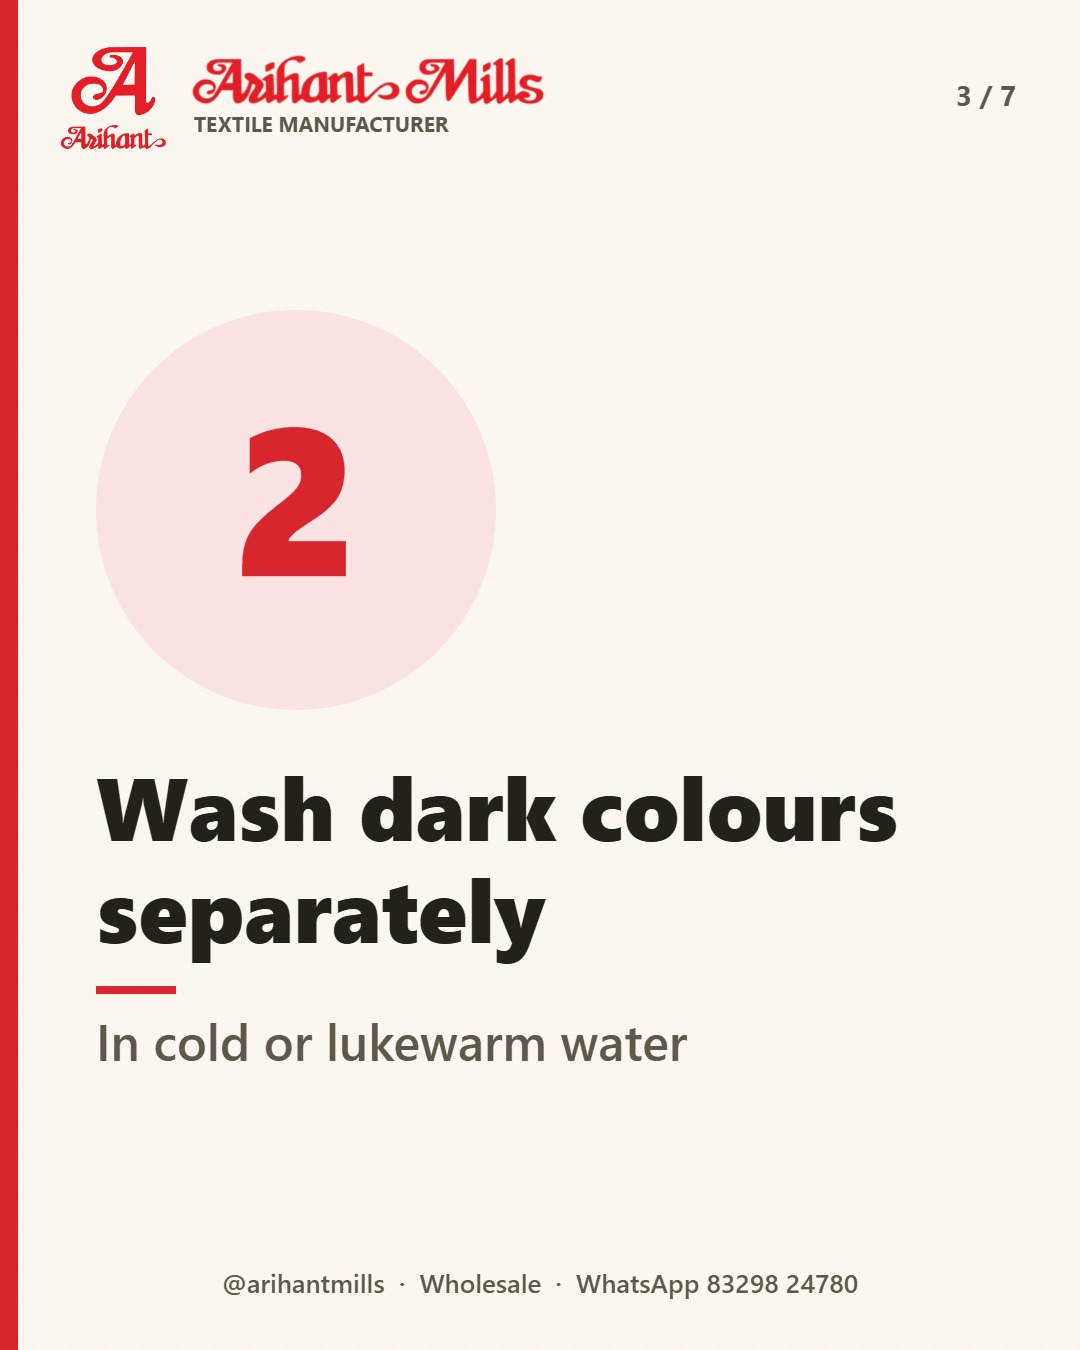 A
Arihant
Arihant Mills
TEXTILE MANUFACTURER
3 / 7
2
Wash dark colours
separately
In cold or lukewarm water
@arihantmills · Wholesale · WhatsApp 83298 24780